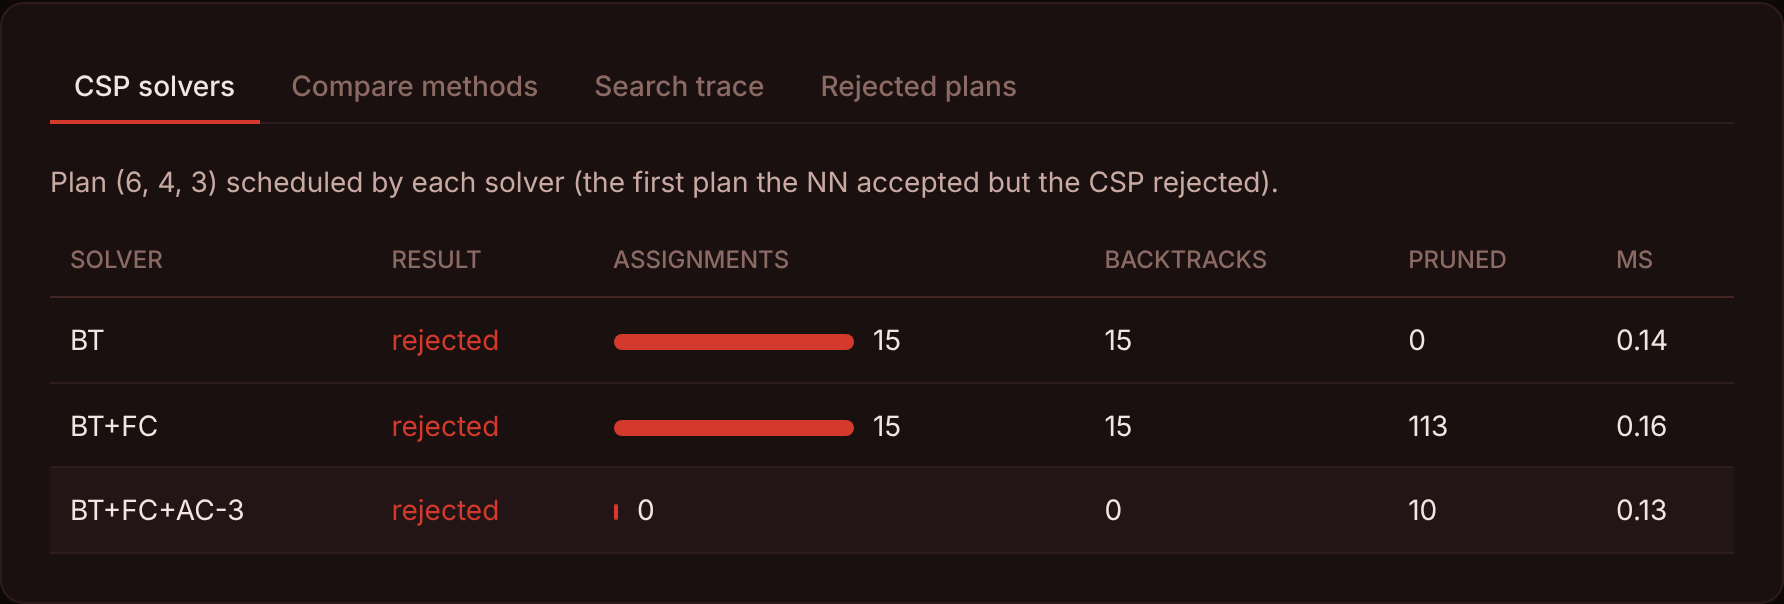 CSP solvers Compare methods Search trace Rejected plans
Plan (6, 4, 3) scheduled by each solver (the first plan the NN accepted but the CSP rejected).
SOLVER RESULT ASSIGNMENTS BACKTRACKS PRUNED MS
BT rejected 15 15 0 0.14
BT+FC rejected 15 15 113 0.16
BT+FC+AC-3 rejected 0 0 10 0.13